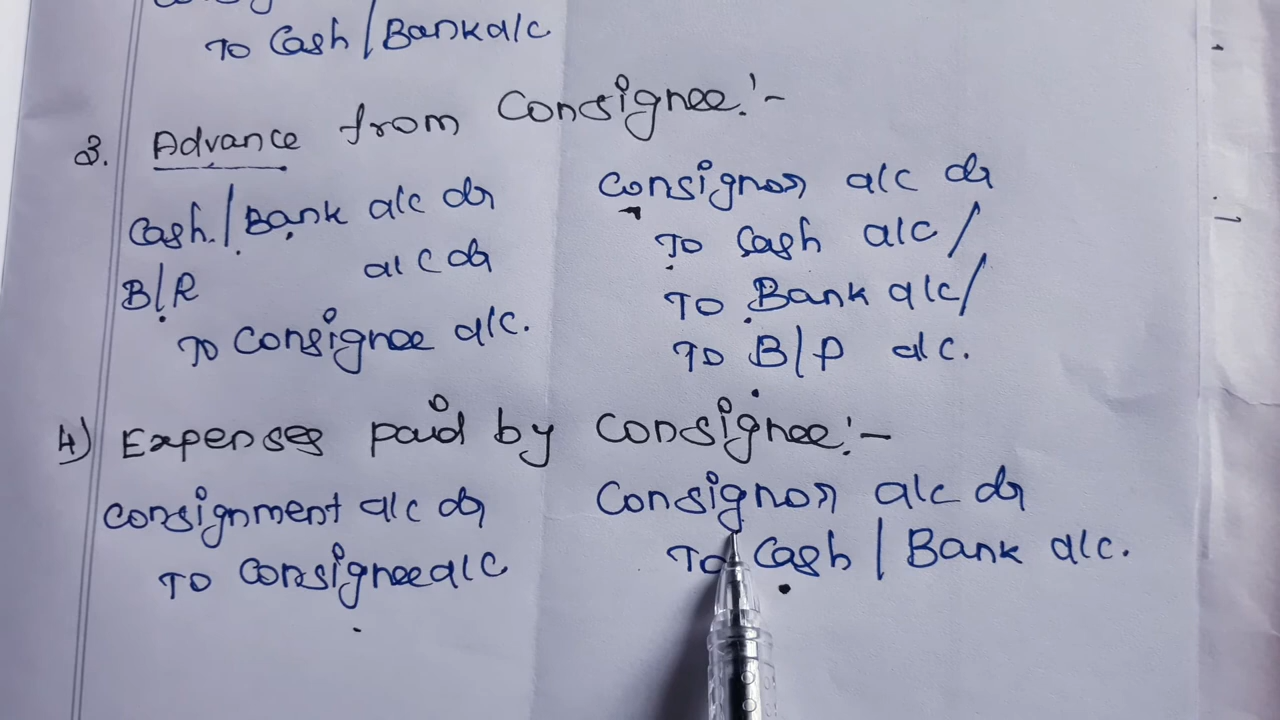 To Cash/Bank a/c
3. Advance from Consignee:-
Cash/Bank a/c dr
B/R a/c dr
To Consignee a/c.
Consignor a/c dr
To Cash a/c/
To Bank a/c/
To B/P a/c.
4) Expenses paid by Consignee:-
Consignment a/c dr
To Consignee a/c
Consignor a/c dr
To Cash/Bank a/c.